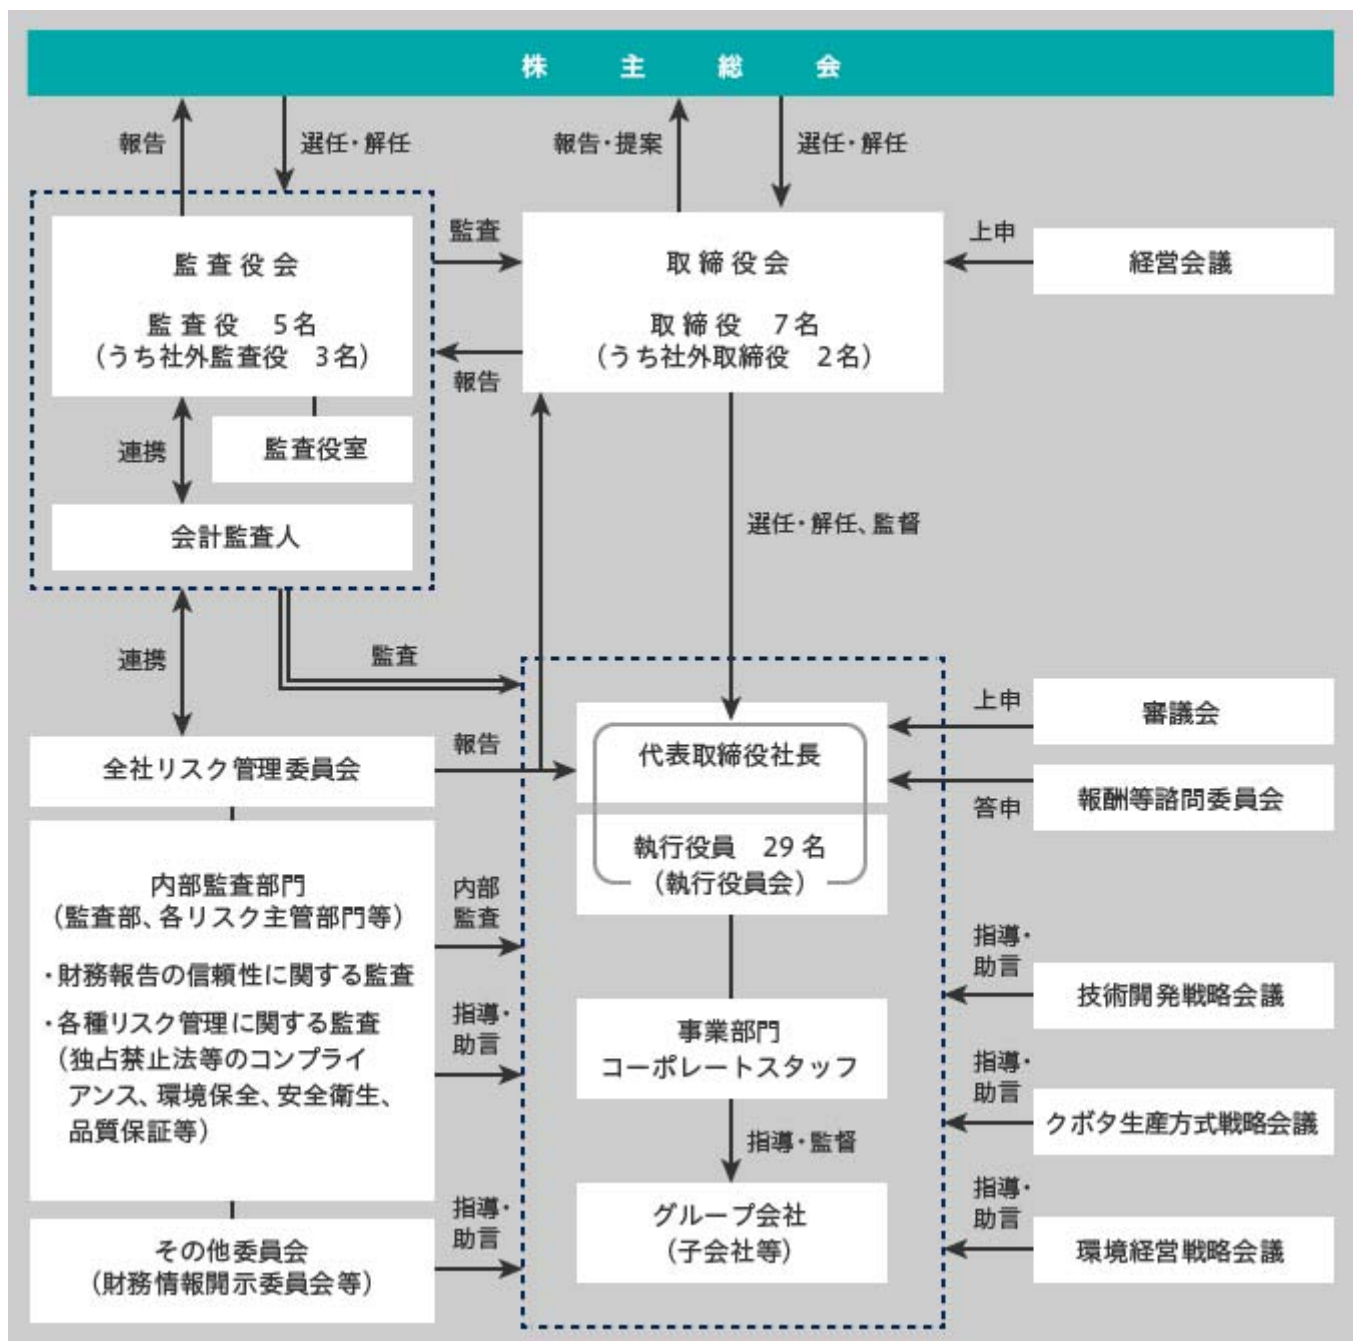 株主総会
報告
選任・解任
報告・提案
選任・解任
監査役会
監査役 5名
(うち社外監査役 3名)
監査
取締役会
取締役 7名
(うち社外取締役 2名)
上申
経営会議
報告
連携
監査役室
会計監査人
選任・解任、監督
連携
監査
全社リスク管理委員会
報告
代表取締役社長
上申
審議会
答申
報酬等諮問委員会
執行役員 29名
(執行役員会)
内部監査部門
(監査部、各リスク主管部門等)
・財務報告の信頼性に関する監査
・各種リスク管理に関する監査
(独占禁止法等のコンプライ
アンス、環境保全、安全衛生、
品質保証等)
内部
監査
指導・
助言
事業部門
コーポレートスタッフ
指導・監督
グループ会社
(子会社等)
指導・
助言
技術開発戦略会議
指導・
助言
クボタ生産方式戦略会議
指導・
助言
環境経営戦略会議
その他委員会
(財務情報開示委員会等)
指導・
助言